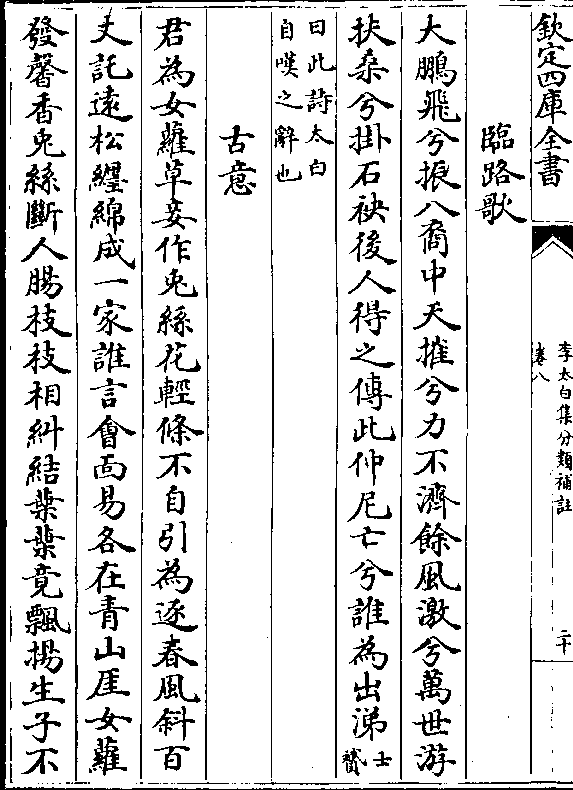 欽定四庫全書
李太白集分類補註
卷八
二十
臨路歌
大鵬飛兮振八裔中天摧兮力不濟餘風激兮萬世游
扶桑兮掛石袂後人得之傳此仲尼亡兮誰為出涕士贇
曰此詩太白
自嘆之辭也
古意
君為女蘿草妾作兎絲花輕條不自引為逐春風斜百
丈託遠松纏綿成一家誰言會面易各在青山厓女蘿
發馨香兎絲斷人腸枝枝相糾結葉葉竟飄揚生子不